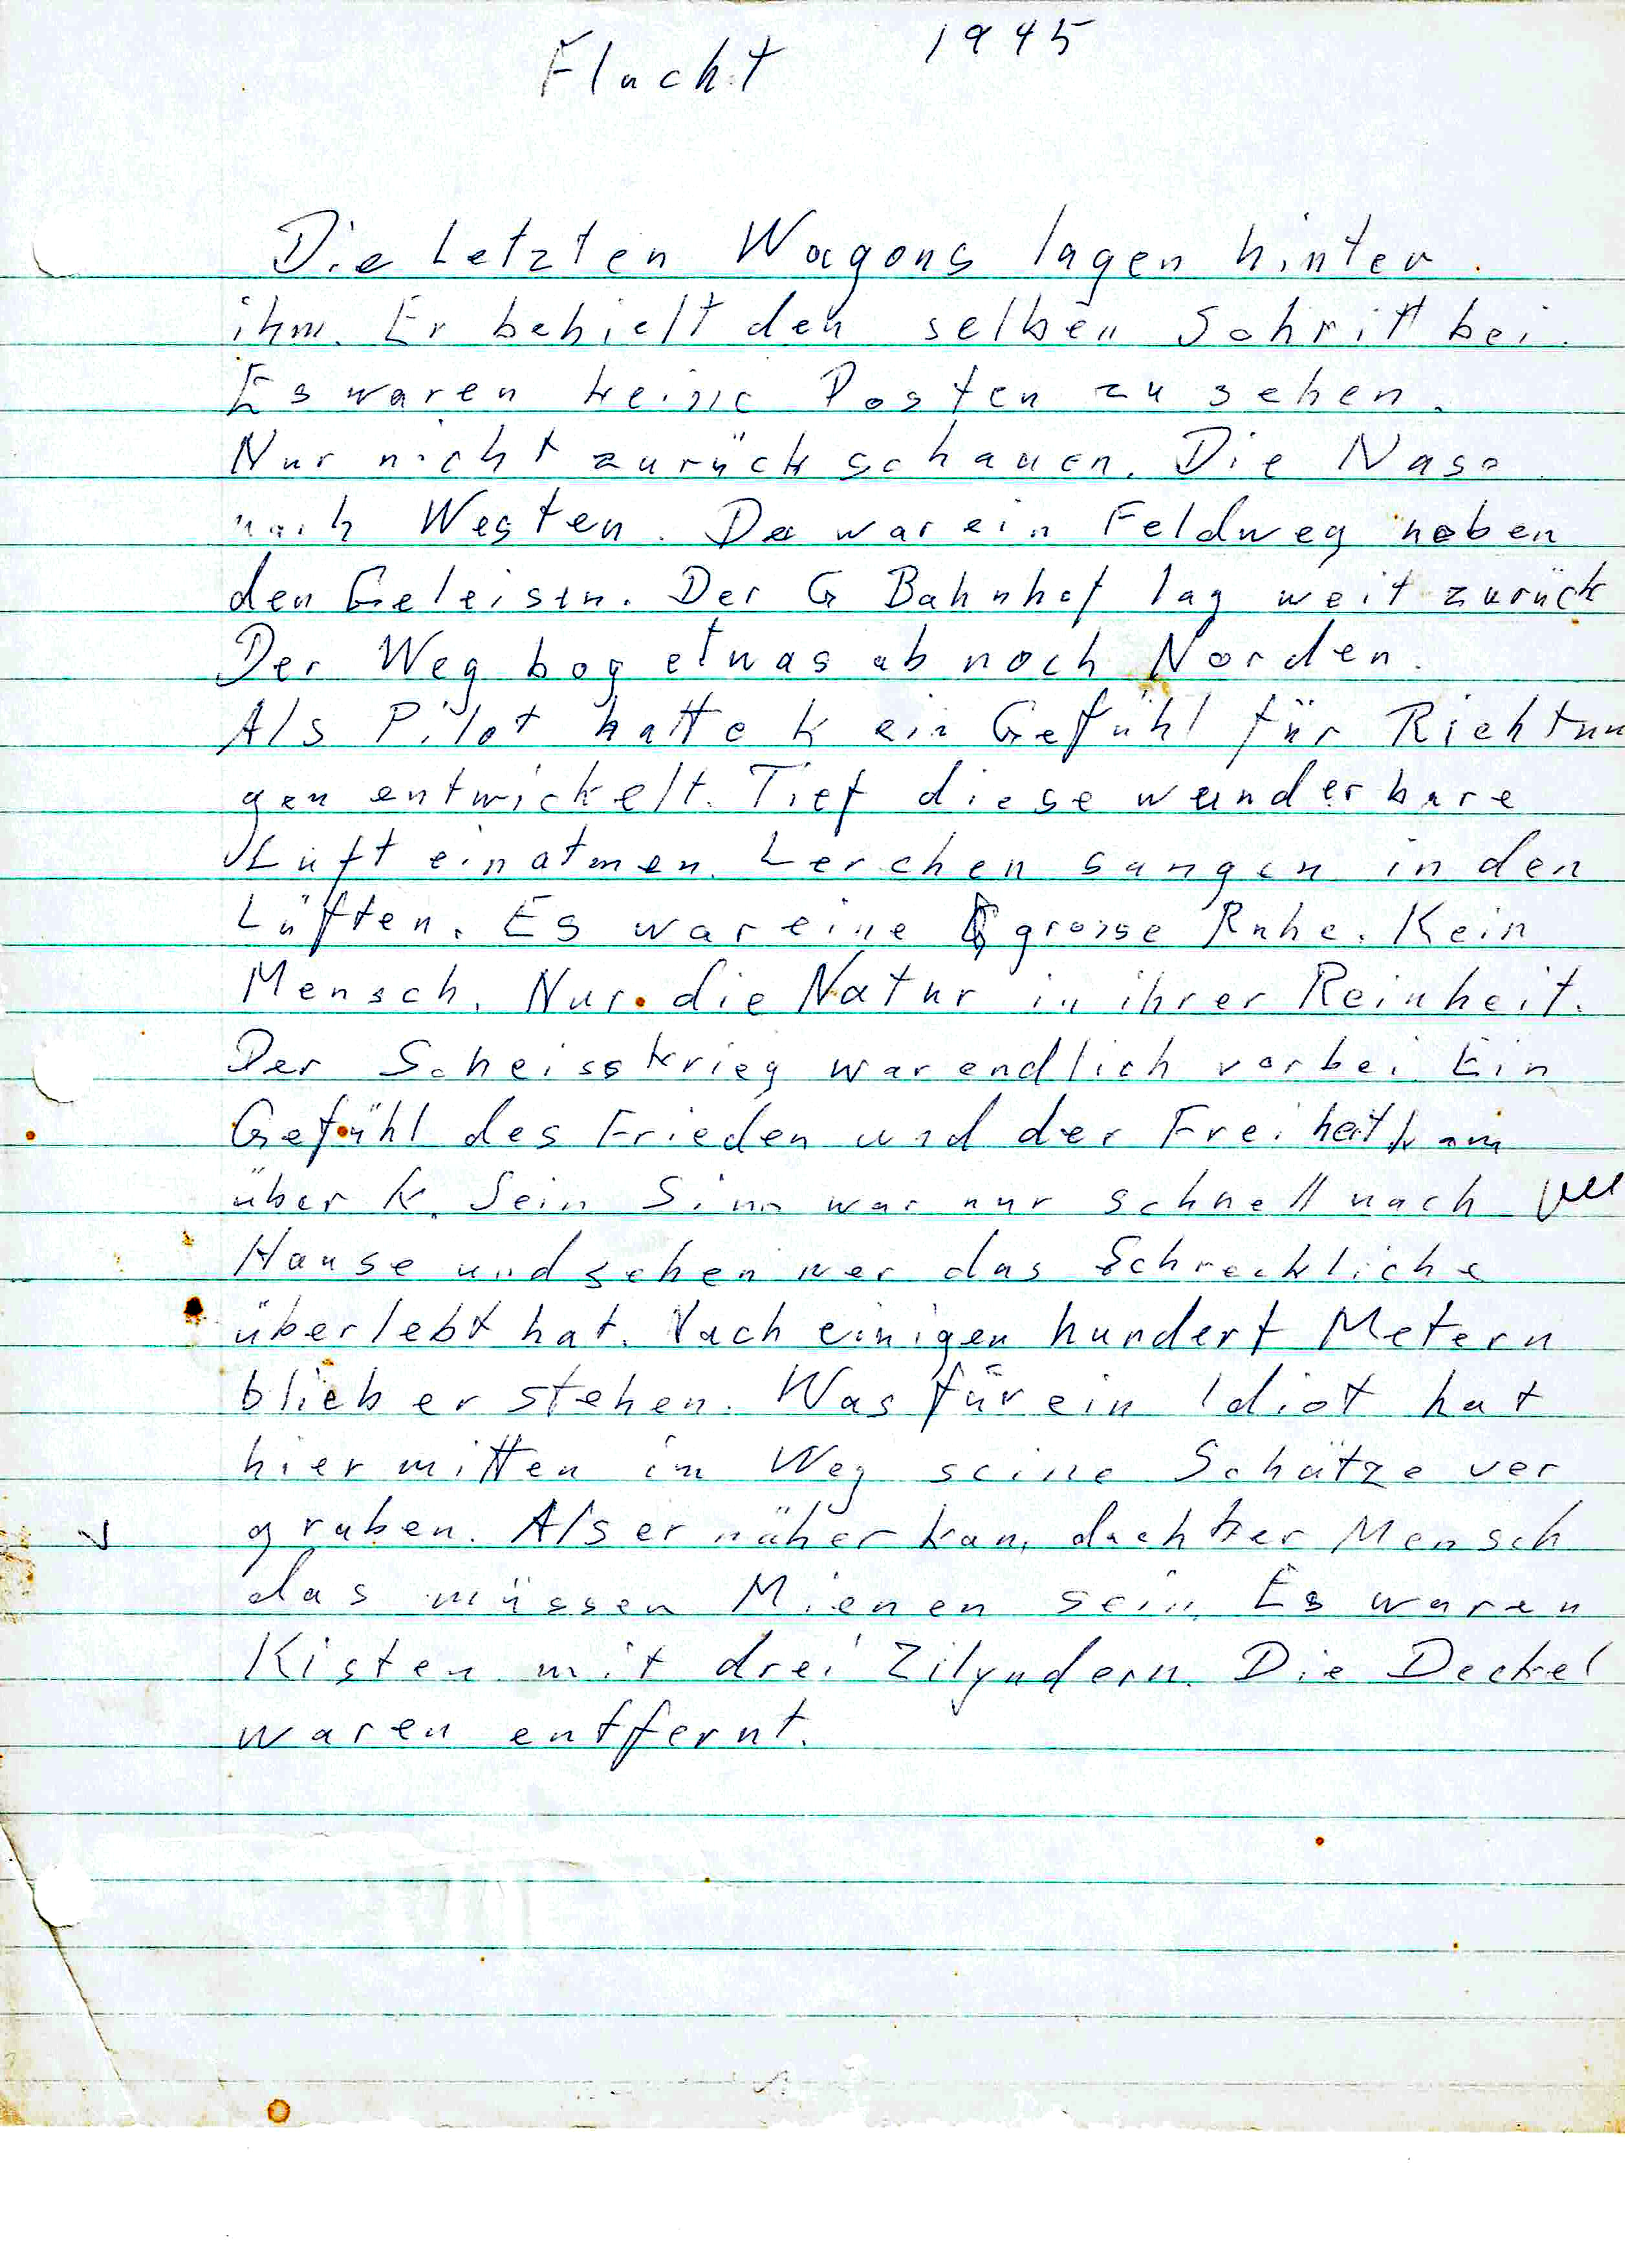 Flucht 1945
Die Letzten Wagons lagen hinter
ihm. Er behielt den selben Schritt bei.
Es waren keine Posten zu sehen.
Nur nicht zurück schauen. Die Nase
nach Westen. Da war ein Feldweg neben
den Geleisen. Der G Bahnhof lag weit zurück
Der Weg bog etwas ab noch Norden.
Als Pilot hatte K ein Gefühl für Richtun
gen entwickelt. Tief diese wunderbare
Luft einatmen. Lerchen sangen in den
Lüften. Es war eine grosse Ruhe. Kein
Mensch. Nur die Natur in ihrer Reinheit.
Der Scheisskrieg war endlich vorbei Ein
Gefühl des Frieden und der Freiheit kam
über K. Sein Sinn war nur schnell nach
Hause und sehen wer das Schreckliche
überlebt hat. Nach einigen hundert Metern
blieb er stehen. Was für ein Idiot hat
hier mitten im Weg seine Schätze ver
graben. Als er näher kam, dachte er Mensch
das müssen Mienen sein. Es waren
Kisten mit drei Zilyndern. Die Deckel
waren entfernt.